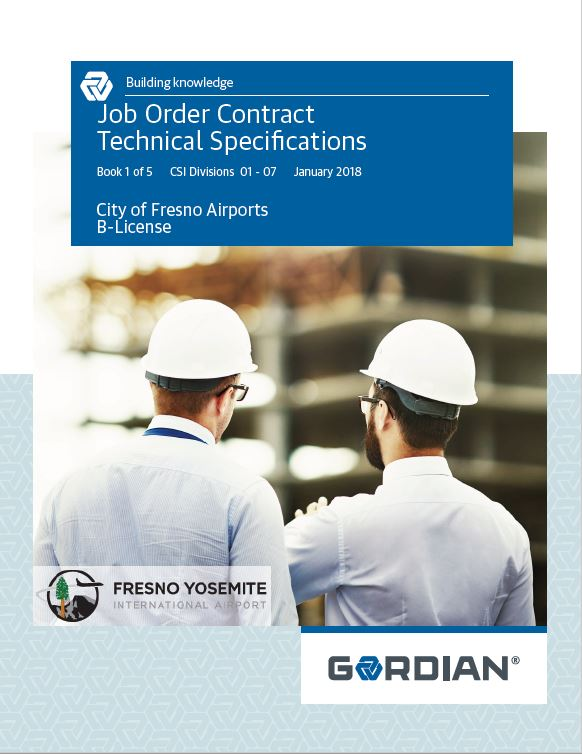 Building knowledge
Job Order Contract
Technical Specifications
Book 1 of 5 CSI Divisions 01 - 07 January 2018
City of Fresno Airports
B-License
FRESNO YOSEMITE
INTERNATIONAL AIRPORT
GORDIAN®